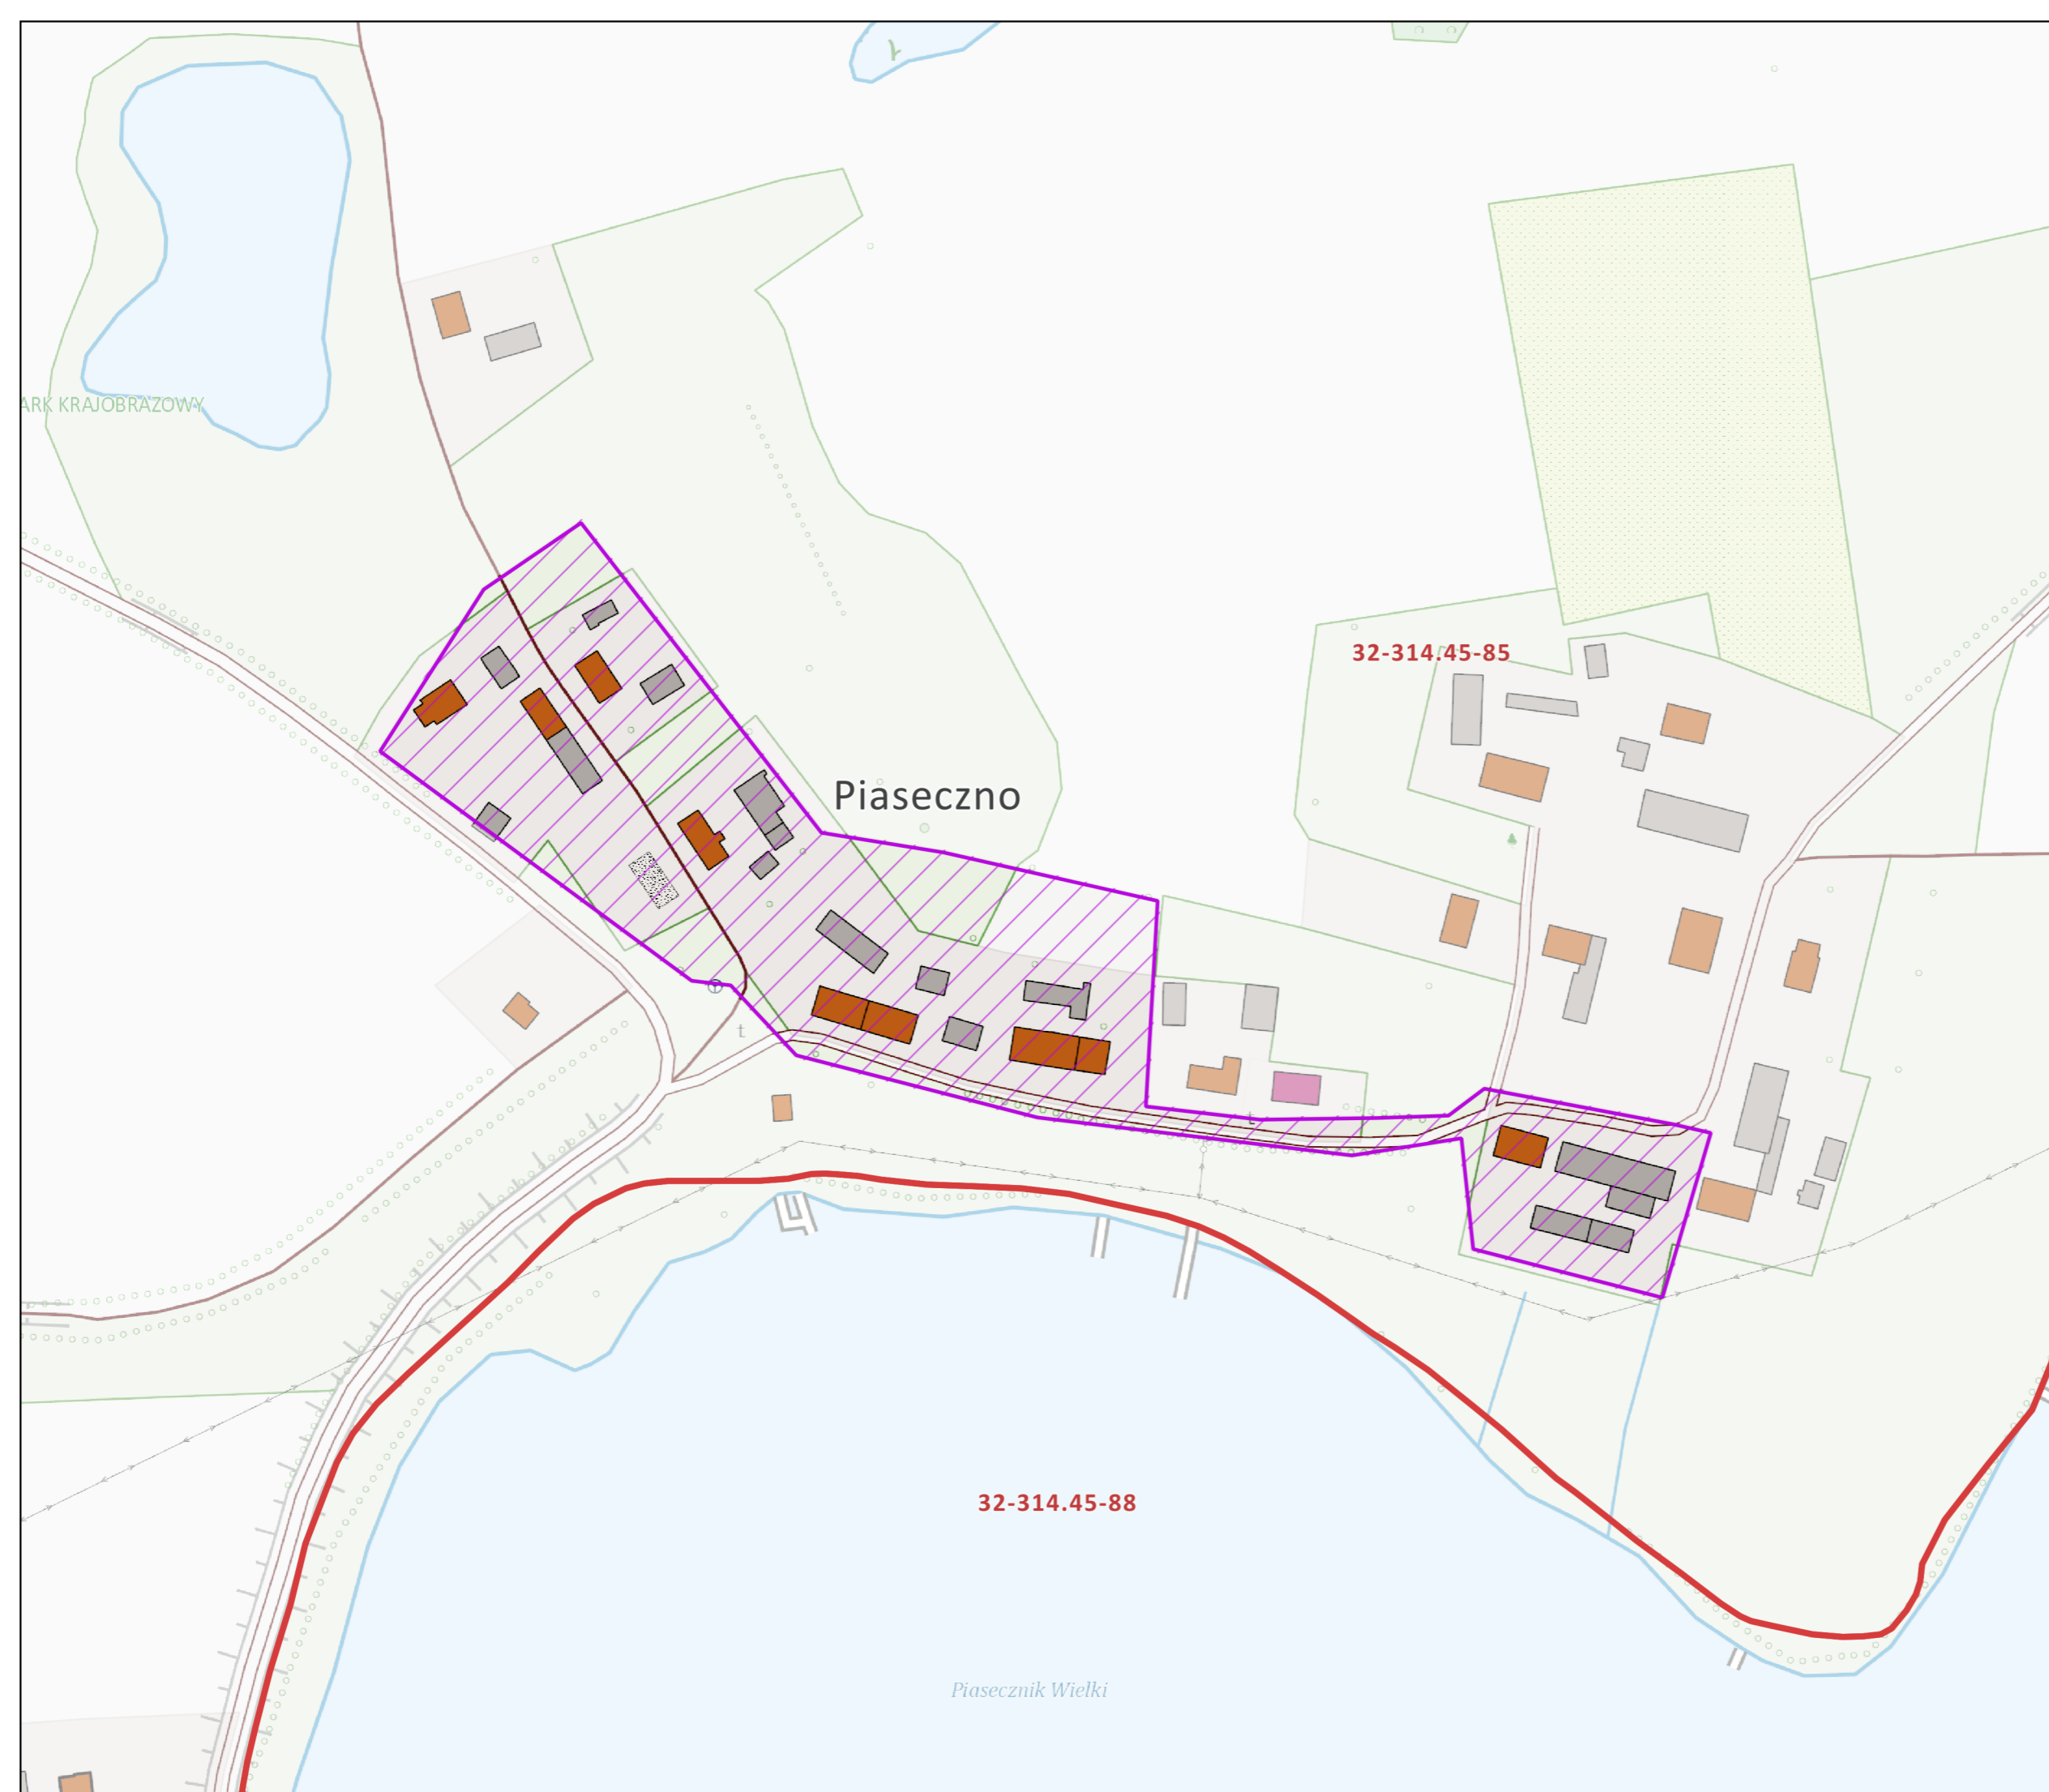 ARK KRAJOBRAZOWY
32-314.45-85
Piaseczno
t
t
32-314.45-88
Piasecznik Wielki